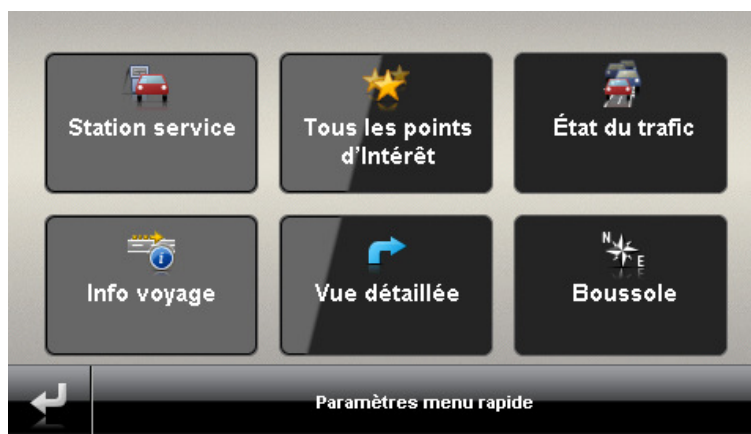 Station service
Tous les points
d'Intérêt
État du trafic
Info voyage
Vue détaillée
N
E
Boussole
Paramètres menu rapide